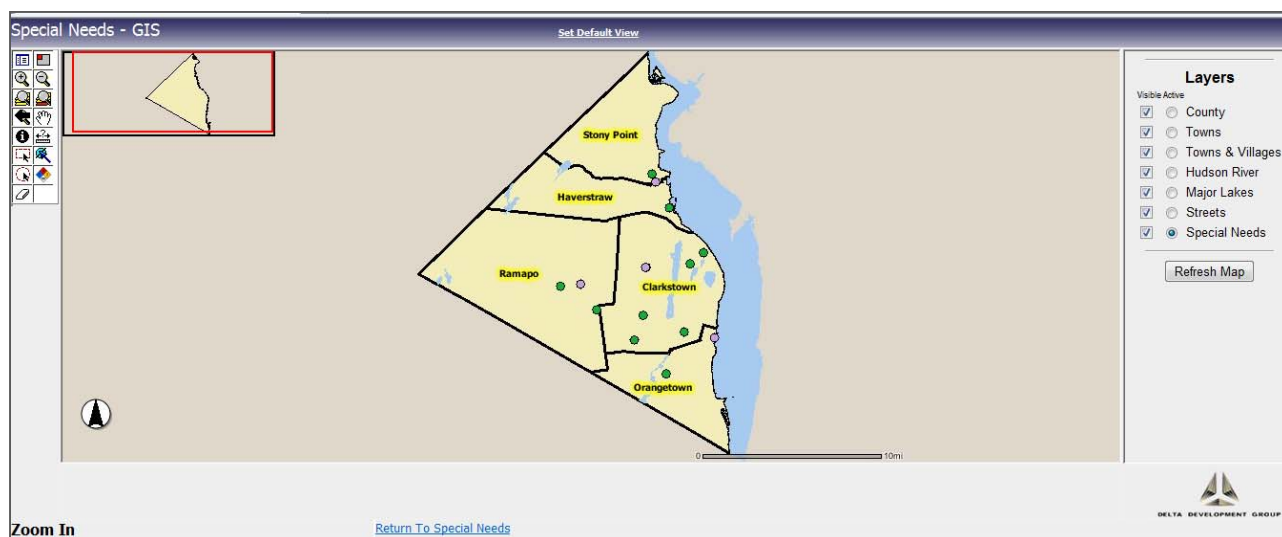 Special Needs - GIS
Set Default View
Stony Point
Haverstraw
Ramapo
Clarkstown
Orangetown
0 10mi
Layers
Visible Active
County
Towns
Towns & Villages
Hudson River
Major Lakes
Streets
Special Needs
Refresh Map
DELTA DEVELOPMENT GROUP
Zoom In
Return To Special Needs